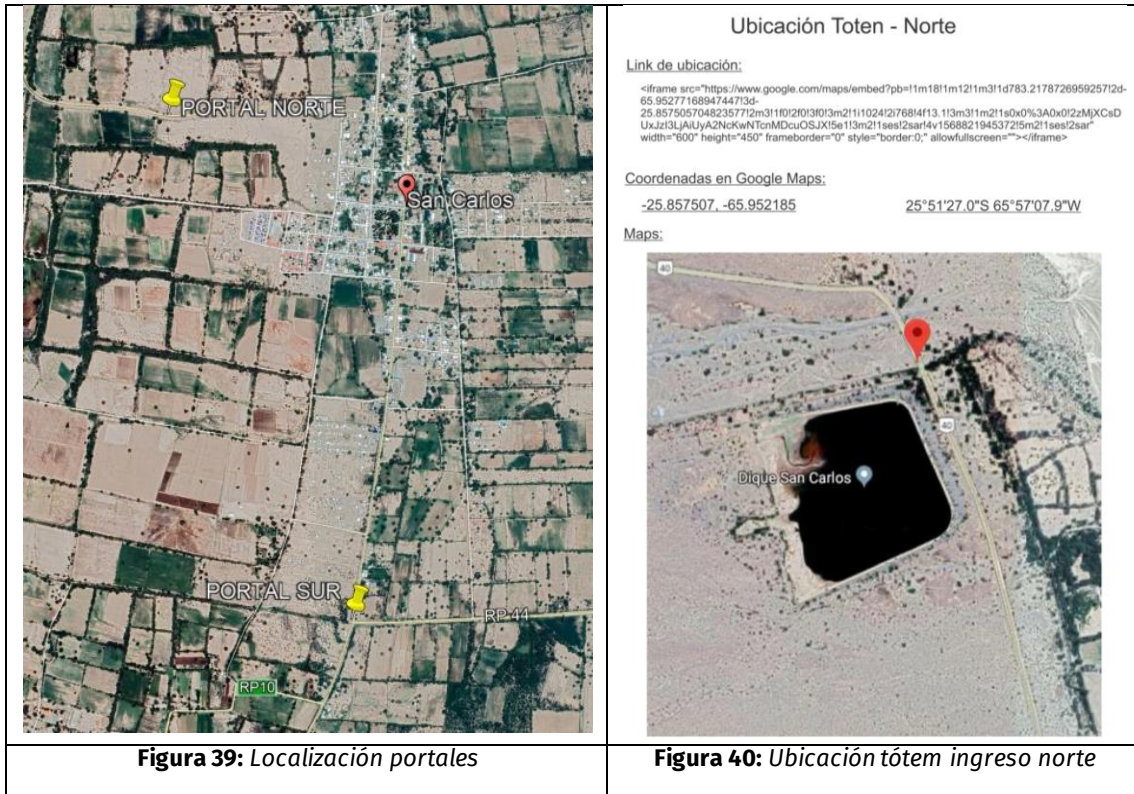 PORTAL NORTE
San Carlos
PORTAL SUR
RP 44
RP10
Figura 39: Localización portales
Ubicación Toten - Norte
Link de ubicación:
<iframe src="https://www.google.com/maps/embed?pb=!1m18!1m12!1m3!1d783.2178726959257!2d-
65.95277168947447!3d-
25.857505704823577!2m3!1f0!2f0!3f0!3m2!1i1024!2i768!4f13.1!3m3!1m2!1s0x0%3A0x0!2zMjXCsD
UxJzI3LjAiUyA2NcKwNTcnMDcuOSJX!5e1!3m2!1ses!2sar!4v1568821945372!5m2!1ses!2sar"
width="600" height="450" frameborder="0" style="border:0;" allowfullscreen=""></iframe>
Coordenadas en Google Maps:
-25.857507, -65.952185 25°51'27.0"S 65°57'07.9"W
Maps:
40
40
Dique San Carlos
Figura 40: Ubicación tótem ingreso norte